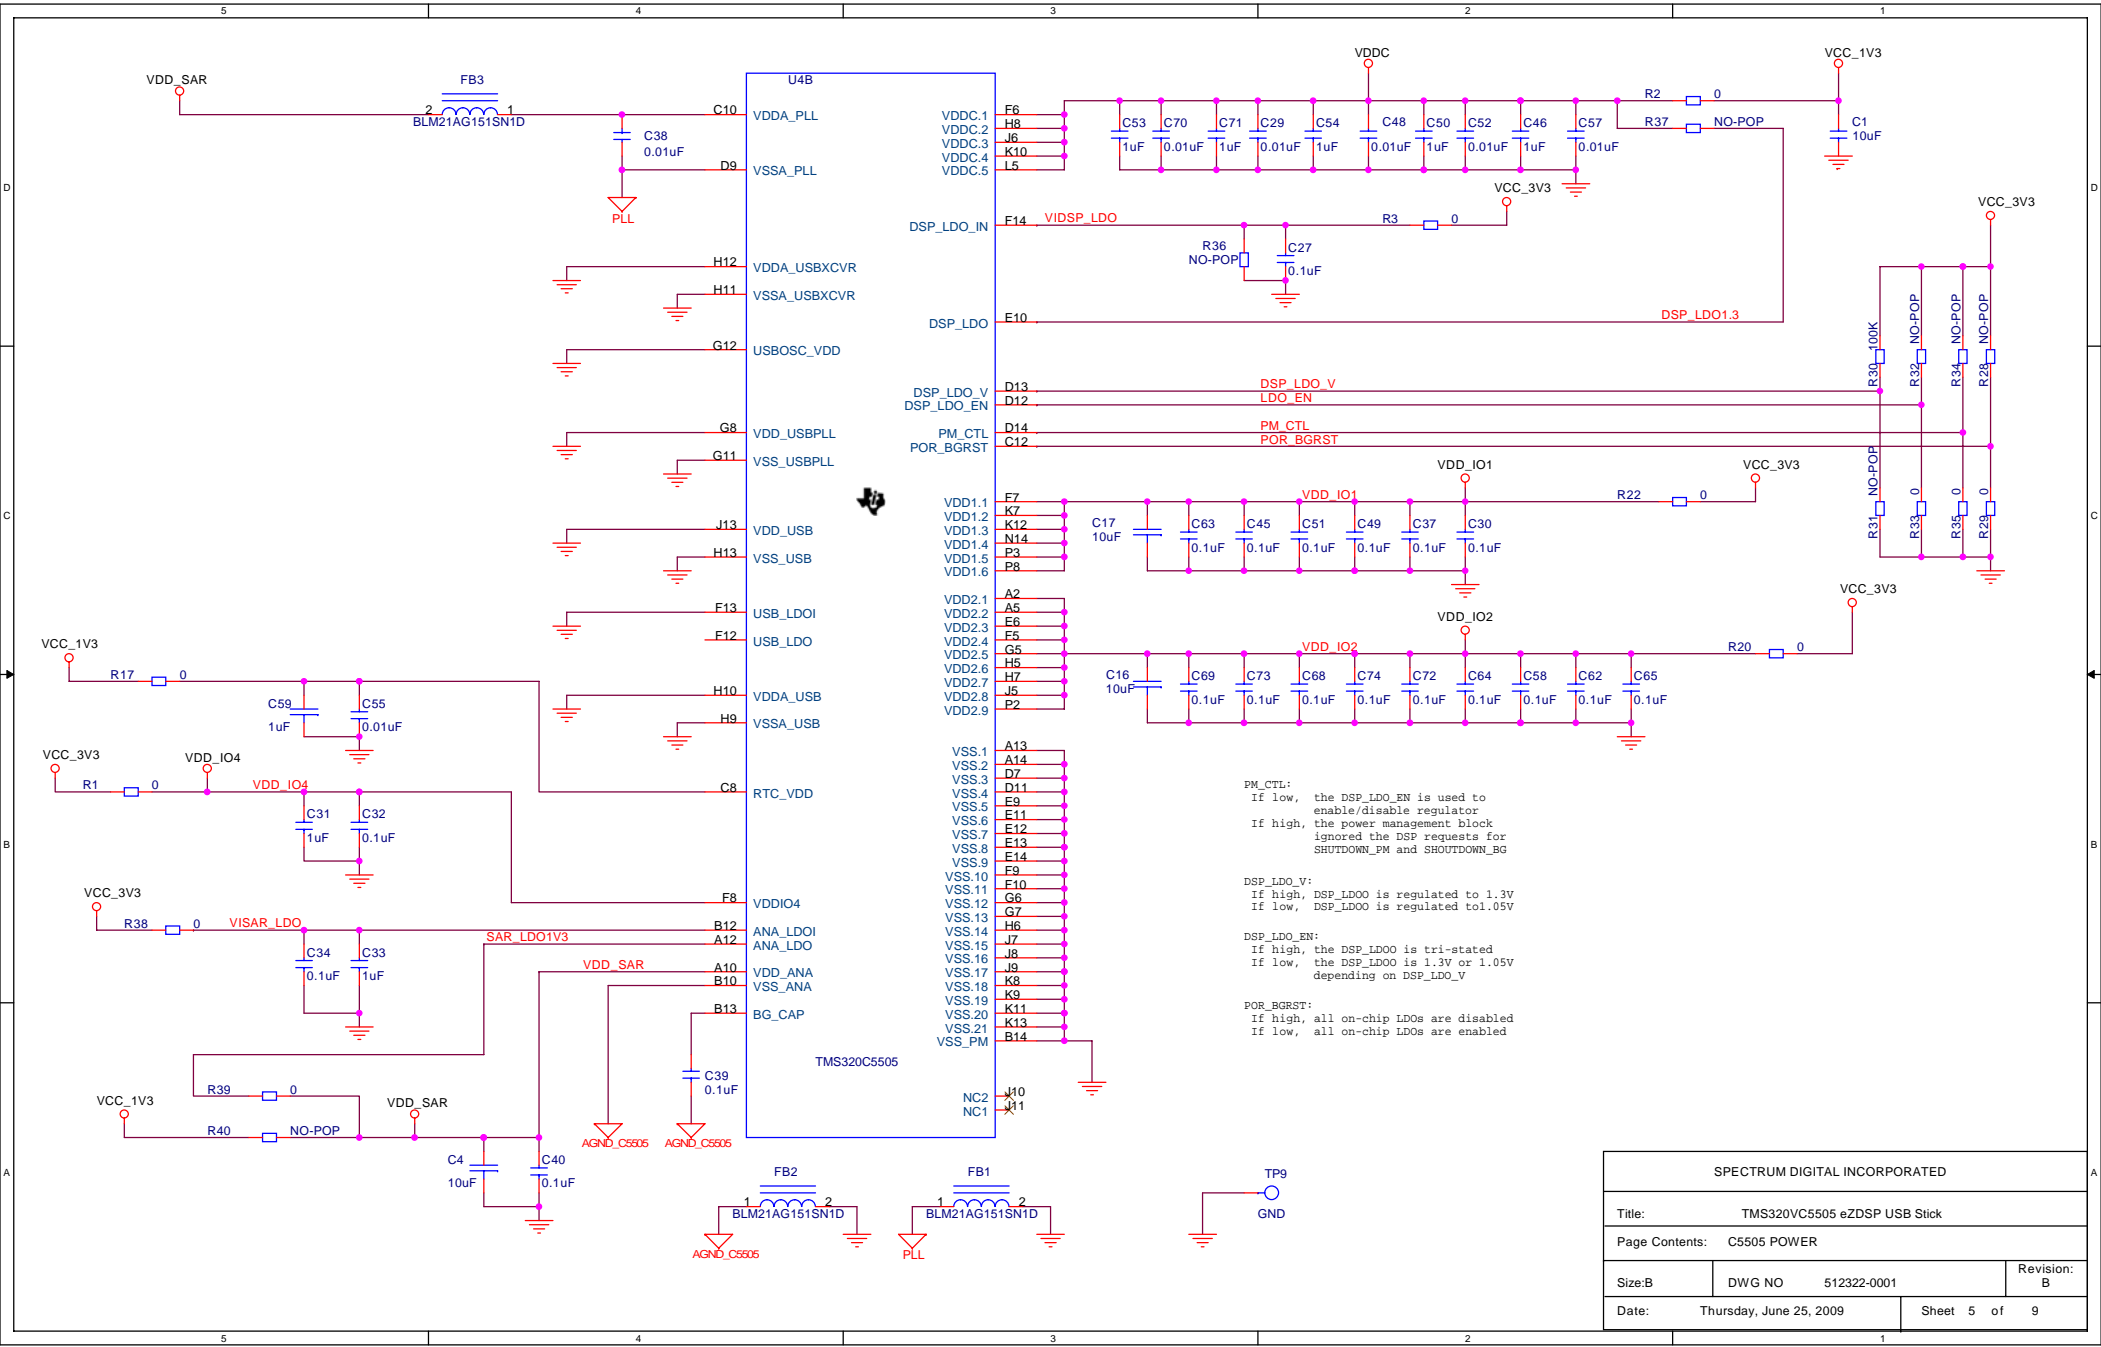 5 4 3 2 1
D
C
B
A
D
C
B
A
VDD_SAR
FB3
2 1
BLM21AG151SN1D
C38
0.01uF
PLL
U4B
C10 VDDA_PLL
D9 VSSA_PLL
H12 VDDA_USBXCVR
H11 VSSA_USBXCVR
G12 USBOSC_VDD
G8 VDD_USBPLL
G11 VSS_USBPLL
J13 VDD_USB
H13 VSS_USB
F13 USB_LDOI
F12 USB_LDO
H10 VDDA_USB
H9 VSSA_USB
C8 RTC_VDD
F8 VDDIO4
B12 ANA_LDOI
A12 ANA_LDO
A10 VDD_ANA
B10 VSS_ANA
B13 BG_CAP
TMS320C5505
VDDC.1 F6
VDDC.2 H8
VDDC.3 J6
VDDC.4 K10
VDDC.5 L5
DSP_LDO_IN F14 VIDSP_LDO
DSP_LDO E10 DSP_LDO1.3
DSP_LDO_V D13 DSP_LDO_V
DSP_LDO_EN D12 LDO_EN
PM_CTL D14 PM_CTL
POR_BGRST C12 POR_BGRST
VDD1.1 F7
VDD1.2 K7
VDD1.3 K12
VDD1.4 N14
VDD1.5 P3
VDD1.6 P8
VDD2.1 A2
VDD2.2 A5
VDD2.3 E6
VDD2.4 F5
VDD2.5 G5
VDD2.6 H5
VDD2.7 H7
VDD2.8 J5
VDD2.9 P2
VSS.1 A13
VSS.2 A14
VSS.3 D7
VSS.4 D11
VSS.5 E9
VSS.6 E11
VSS.7 E12
VSS.8 E13
VSS.9 E14
VSS.10 F9
VSS.11 F10
VSS.12 G6
VSS.13 G7
VSS.14 H6
VSS.15 J7
VSS.16 J8
VSS.17 J9
VSS.18 K8
VSS.19 K9
VSS.20 K11
VSS.21 K13
VSS_PM B14
NC2 J10
NC1 J11
VDDC
VCC_1V3
R2 0
R37 NO-POP
C1
10uF
C53 C70 C71 C29 C54 C48 C50 C52 C46 C57
1uF 0.01uF 1uF 0.01uF 1uF 0.01uF 1uF 0.01uF 1uF 0.01uF
VCC_3V3
R3 0
R36
NO-POP
C27
0.1uF
VCC_3V3
R30 100K
R32 NO-POP
R34 NO-POP
R28 NO-POP
R31 NO-POP
R33 0
R35 0
R29 0
VDD_IO1
VDD_IO1
R22 0
VCC_3V3
C17 C63 C45 C51 C49 C37 C30
10uF 0.1uF 0.1uF 0.1uF 0.1uF 0.1uF 0.1uF
VDD_IO2
VDD_IO2
R20 0
VCC_3V3
C16 C69 C73 C68 C74 C72 C64 C58 C62 C65
10uF 0.1uF 0.1uF 0.1uF 0.1uF 0.1uF 0.1uF 0.1uF 0.1uF 0.1uF
VCC_1V3
R17 0
C59 C55
1uF 0.01uF
VCC_3V3
VDD_IO4
R1 0 VDD_IO4
C31 C32
1uF 0.1uF
VCC_3V3
R38 0 VISAR_LDO
C34 C33
0.1uF 1uF
SAR_LDO1V3
VDD_SAR
R39 0
VCC_1V3
VDD_SAR
R40 NO-POP
C4 C40
10uF 0.1uF
C39
0.1uF
AGND_C5505 AGND_C5505
FB2
1 2
BLM21AG151SN1D
AGND_C5505
FB1
1 2
BLM21AG151SN1D
PLL
TP9
GND
PM_CTL:
If low, the DSP_LDO_EN is used to
enable/disable regulator
If high, the power management block
ignored the DSP requests for
SHUTDOWN_PM and SHOUTDOWN_BG
DSP_LDO_V:
If high, DSP_LDOO is regulated to 1.3V
If low, DSP_LDOO is regulated to1.05V
DSP_LDO_EN:
If high, the DSP_LDOO is tri-stated
If low, the DSP_LDOO is 1.3V or 1.05V
depending on DSP_LDO_V
POR_BGRST:
If high, all on-chip LDOs are disabled
If low, all on-chip LDOs are enabled
SPECTRUM DIGITAL INCORPORATED
Title: TMS320VC5505 eZDSP USB Stick
Page Contents: C5505 POWER
Size:B DWG NO 512322-0001 Revision: B
Date: Thursday, June 25, 2009 Sheet 5 of 9
5 4 3 2 1